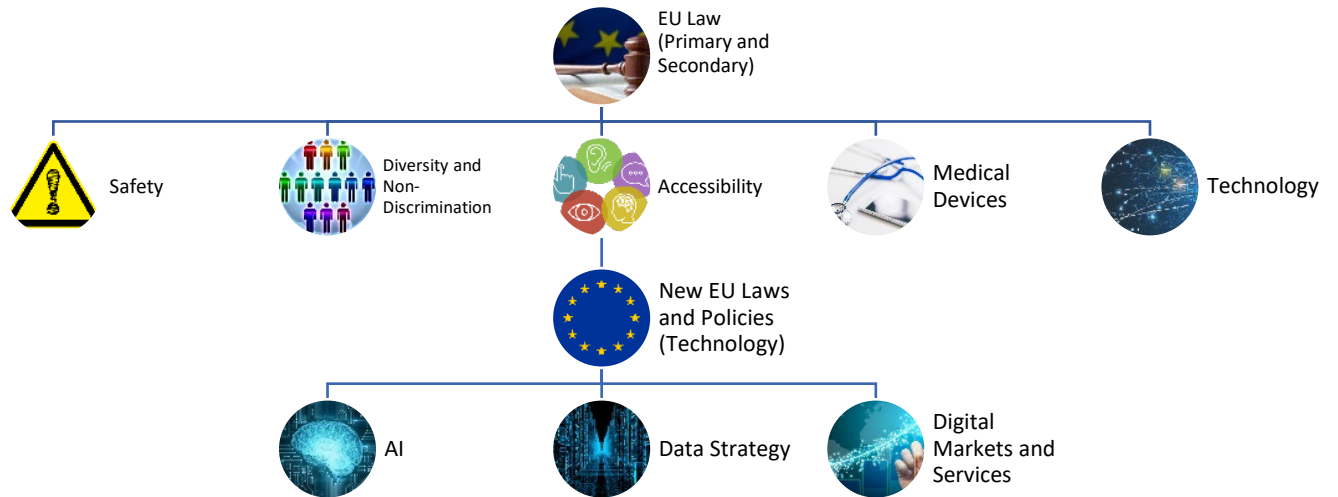 EU Law
(Primary and
Secondary)
Safety
Diversity and
Non-
Discrimination
Accessibility
Medical
Devices
Technology
New EU Laws
and Policies
(Technology)
AI
Data Strategy
Digital
Markets and
Services